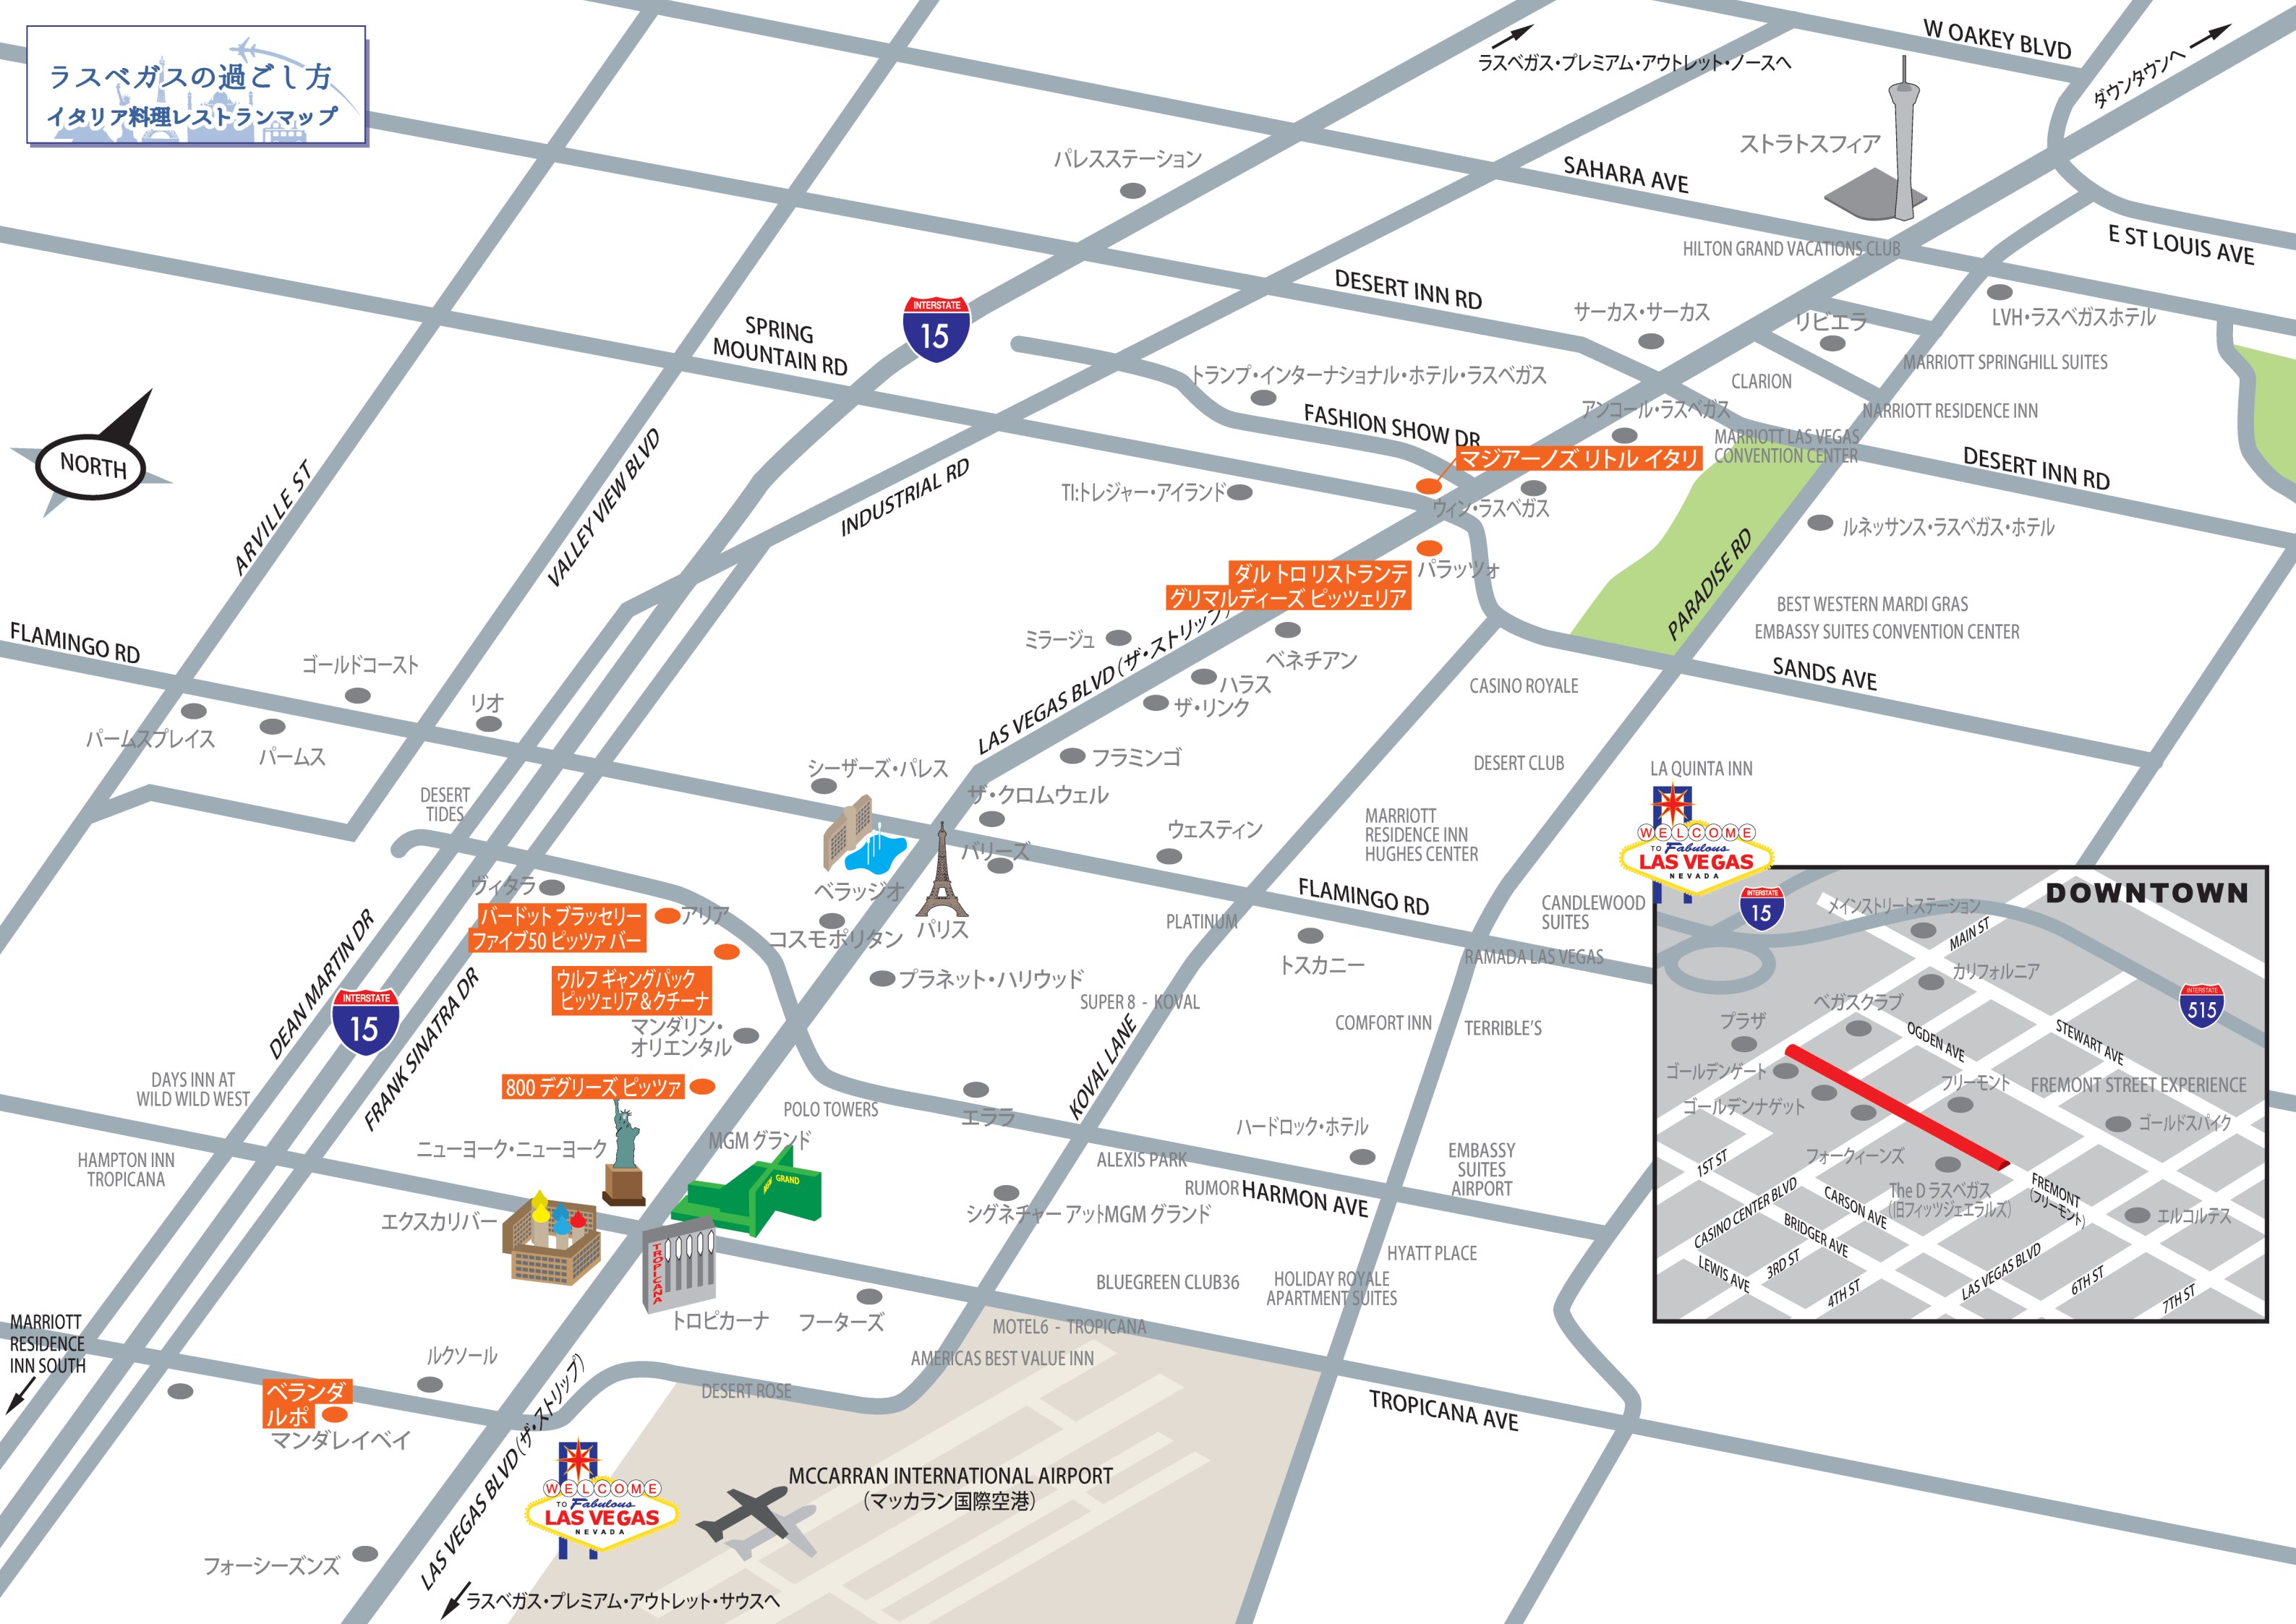 ラスベガスの過ごし方
イタリア料理レストランマップ
W OAKEY BLVD
ダウンタウンへ
ラスベガス・プレミアム・アウトレット・ノースへ
ストラトスフィア
パレスステーション
SAHARA AVE
E ST LOUIS AVE
HILTON GRAND VACATIONS CLUB
DESERT INN RD
サーカス・サーカス
リビエラ
LVH・ラスベガスホテル
INTERSTATE
15
SPRING
MOUNTAIN RD
MARRIOTT SPRINGHILL SUITES
トランプ・インターナショナル・ホテル・ラスベガス
CLARION
アンコール・ラスベガス
NARRIOTT RESIDENCE INN
FASHION SHOW DR
MARRIOTT LAS VEGAS
CONVENTION CENTER
マジアーノズ リトル イタリ
DESERT INN RD
NORTH
ARVILLE ST
VALLEY VIEW BLVD
INDUSTRIAL RD
TI:トレジャー・アイランド
ウィン・ラスベガス
ルネッサンス・ラスベガス・ホテル
パラッツォ
ダル トロ リストランテ
グリマルディーズ ピッツェリア
PARADISE RD
BEST WESTERN MARDI GRAS
EMBASSY SUITES CONVENTION CENTER
FLAMINGO RD
ゴールドコースト
リオ
ミラージュ
LAS VEGAS BLVD (ザ・ストリップ)
ベネチアン
ハラス
ザ・リンク
CASINO ROYALE
SANDS AVE
パームスプレイス
パームス
フラミンゴ
シーザーズ・パレス
ザ・クロムウェル
DESERT CLUB
LA QUINTA INN
DESERT
TIDES
ウェスティン
MARRIOTT
RESIDENCE INN
HUGHES CENTER
WELCOME
TO Fabulous
LAS VEGAS
NEVADA
バリーズ
ヴィタラ
ベラッジオ
FLAMINGO RD
CANDLEWOOD
SUITES
バードット ブラッセリー
ファイブ50 ピッツァ バー
アリア
コスモポリタン
パリス
PLATINUM
トスカニー
RAMADA LAS VEGAS
ウルフ ギャングパック
ピッツェリア&クチーナ
プラネット・ハリウッド
SUPER 8 - KOVAL
マンダリン・
オリエンタル
COMFORT INN
TERRIBLE'S
DEAN MARTIN DR
INTERSTATE
15
FRANK SINATRA DR
KOVAL LANE
DAYS INN AT
WILD WILD WEST
800 デグリーズ ピッツァ
POLO TOWERS
エララ
ハードロック・ホテル
ニューヨーク・ニューヨーク
MGM グランド
MGM GRAND
HAMPTON INN
TROPICANA
ALEXIS PARK
RUMOR
HARMON AVE
EMBASSY
SUITES
AIRPORT
エクスカリバー
シグネチャー アットMGM グランド
TROPICANA
HYATT PLACE
BLUEGREEN CLUB36
HOLIDAY ROYALE
APARTMENT SUITES
トロピカーナ
フーターズ
MARRIOTT
RESIDENCE
INN SOUTH
MOTEL6 - TROPICANA
AMERICAS BEST VALUE INN
ルクソール
DESERT ROSE
TROPICANA AVE
ベランダ
ルポ
マンダレイベイ
LAS VEGAS BLVD (ザ・ストリップ)
WELCOME
TO Fabulous
LAS VEGAS
NEVADA
MCCARRAN INTERNATIONAL AIRPORT
(マッカラン国際空港)
フォーシーズンズ
ラスベガス・プレミアム・アウトレット・サウスへ
DOWNTOWN
INTERSTATE
15
メインストリートステーション
MAIN ST
カリフォルニア
INTERSTATE
515
ベガスクラブ
プラザ
OGDEN AVE
STEWART AVE
ゴールデンゲート
フリーモント
FREMONT STREET EXPERIENCE
ゴールデンナゲット
ゴールドスパイク
フォークィーンズ
1ST ST
The D ラスベガス
(旧フィッツジェエラルズ)
FREMONT
(フリーモント)
CASINO CENTER BLVD
CARSON AVE
エルコルテス
BRIDGER AVE
LEWIS AVE
3RD ST
4TH ST
LAS VEGAS BLVD
6TH ST
7TH ST